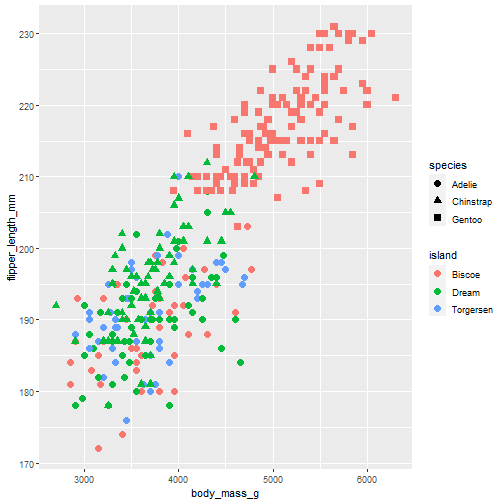 230
220
210
200
190
180
170
flipper_length_mm
3000 4000 5000 6000
body_mass_g
species
Adelie
Chinstrap
Gentoo
island
Biscoe
Dream
Torgersen